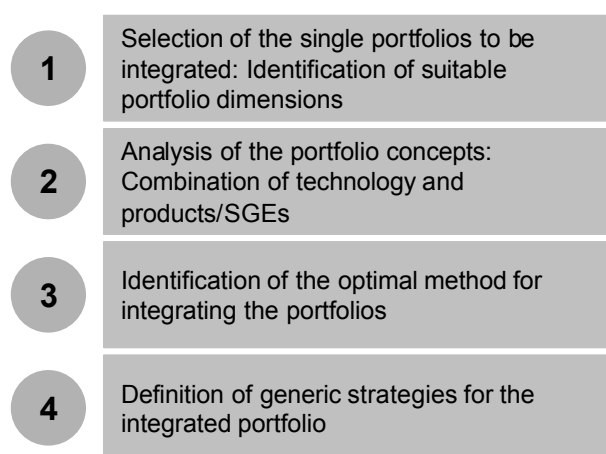 1
Selection of the single portfolios to be
integrated: Identification of suitable
portfolio dimensions
2
Analysis of the portfolio concepts:
Combination of technology and
products/SGEs
3
Identification of the optimal method for
integrating the portfolios
4
Definition of generic strategies for the
integrated portfolio